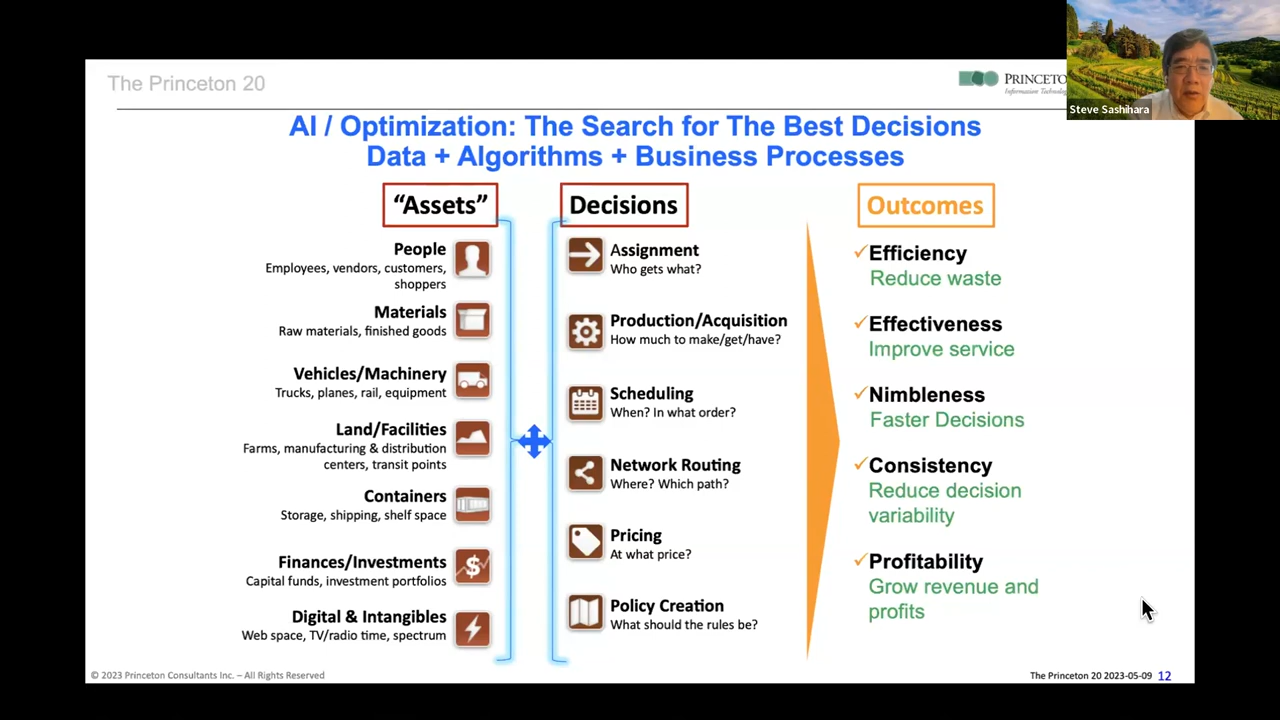 The Princeton 20
PRINCETO
Information Technology
Steve Sashihara
AI / Optimization: The Search for The Best Decisions
Data + Algorithms + Business Processes
“Assets”
People
Employees, vendors, customers,
shoppers
Materials
Raw materials, finished goods
Vehicles/Machinery
Trucks, planes, rail, equipment
Land/Facilities
Farms, manufacturing & distribution
centers, transit points
Containers
Storage, shipping, shelf space
Finances/Investments
Capital funds, investment portfolios
Digital & Intangibles
Web space, TV/radio time, spectrum
Decisions
Assignment
Who gets what?
Production/Acquisition
How much to make/get/have?
Scheduling
When? In what order?
Network Routing
Where? Which path?
Pricing
At what price?
Policy Creation
What should the rules be?
Outcomes
Efficiency
Reduce waste
Effectiveness
Improve service
Nimbleness
Faster Decisions
Consistency
Reduce decision
variability
Profitability
Grow revenue and
profits
© 2023 Princeton Consultants Inc. – All Rights Reserved
The Princeton 20 2023-05-09 12